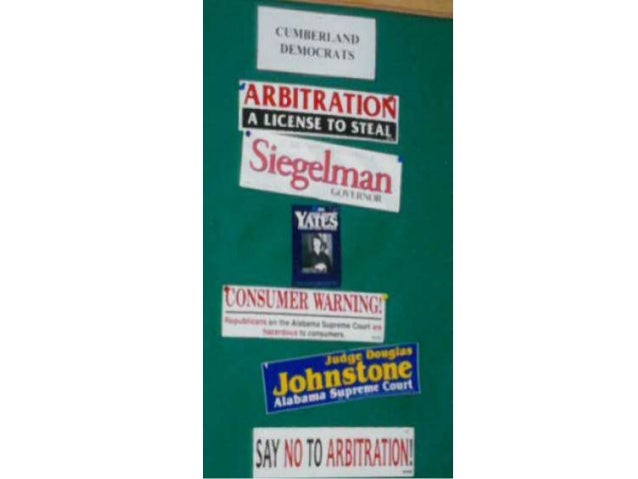 CUMBERLAND
DEMOCRATS
ARBITRATION
A LICENSE TO STEAL
Siegelman
GOVERNOR
YATES
CONSUMER WARNING!
Republicans on the Alabama Supreme Court are
hazardous to consumers.
Judge Douglas
Johnstone
Alabama Supreme Court
SAY NO TO ARBITRATION!